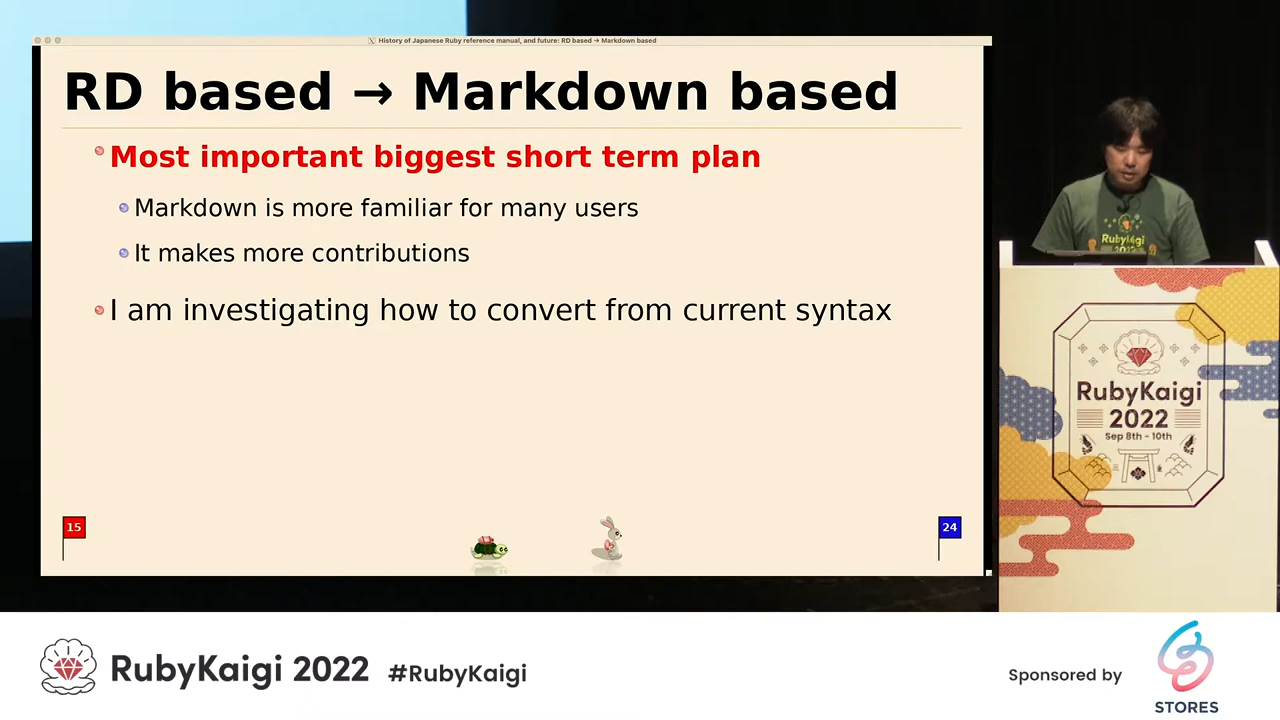 History of Japanese Ruby reference manual, and future: RD based → Markdown based
RD based → Markdown based
Most important biggest short term plan
Markdown is more familiar for many users
It makes more contributions
I am investigating how to convert from current syntax
15
24
RubyKaigi
2022
RubyKaigi
2022
Sep 8th - 10th
RubyKaigi 2022 #RubyKaigi
Sponsored by
STORES